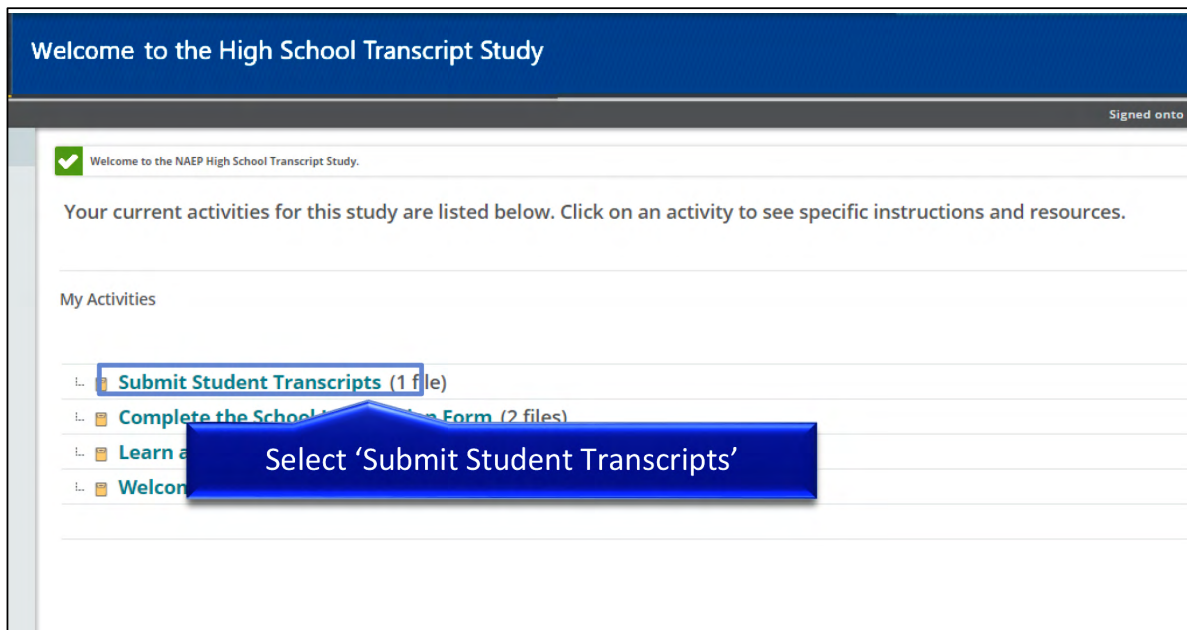 Welcome to the High School Transcript Study
Signed onto
Welcome to the NAEP High School Transcript Study.
Your current activities for this study are listed below. Click on an activity to see specific instructions and resources.
My Activities
Submit Student Transcripts (1 file)
Complete the School Form (2 files)
Learn
Select ‘Submit Student Transcripts’